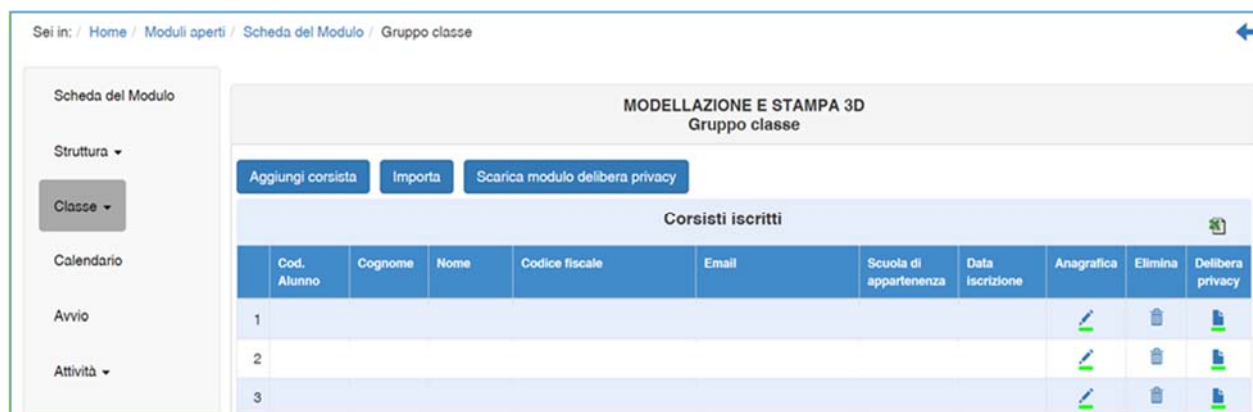 Sei in: / Home / Moduli aperti / Scheda del Modulo / Gruppo classe
Scheda del Modulo
Struttura
Classe
Calendario
Avvio
Attività
MODELLAZIONE E STAMPA 3D
Gruppo classe
Aggiungi corsista Importa Scarica modulo delibera privacy
Corsisti iscritti
Cod. Alunno Cognome Nome Codice fiscale Email Scuola di appartenenza Data iscrizione Anagrafica Elimina Delibera privacy
1
2
3